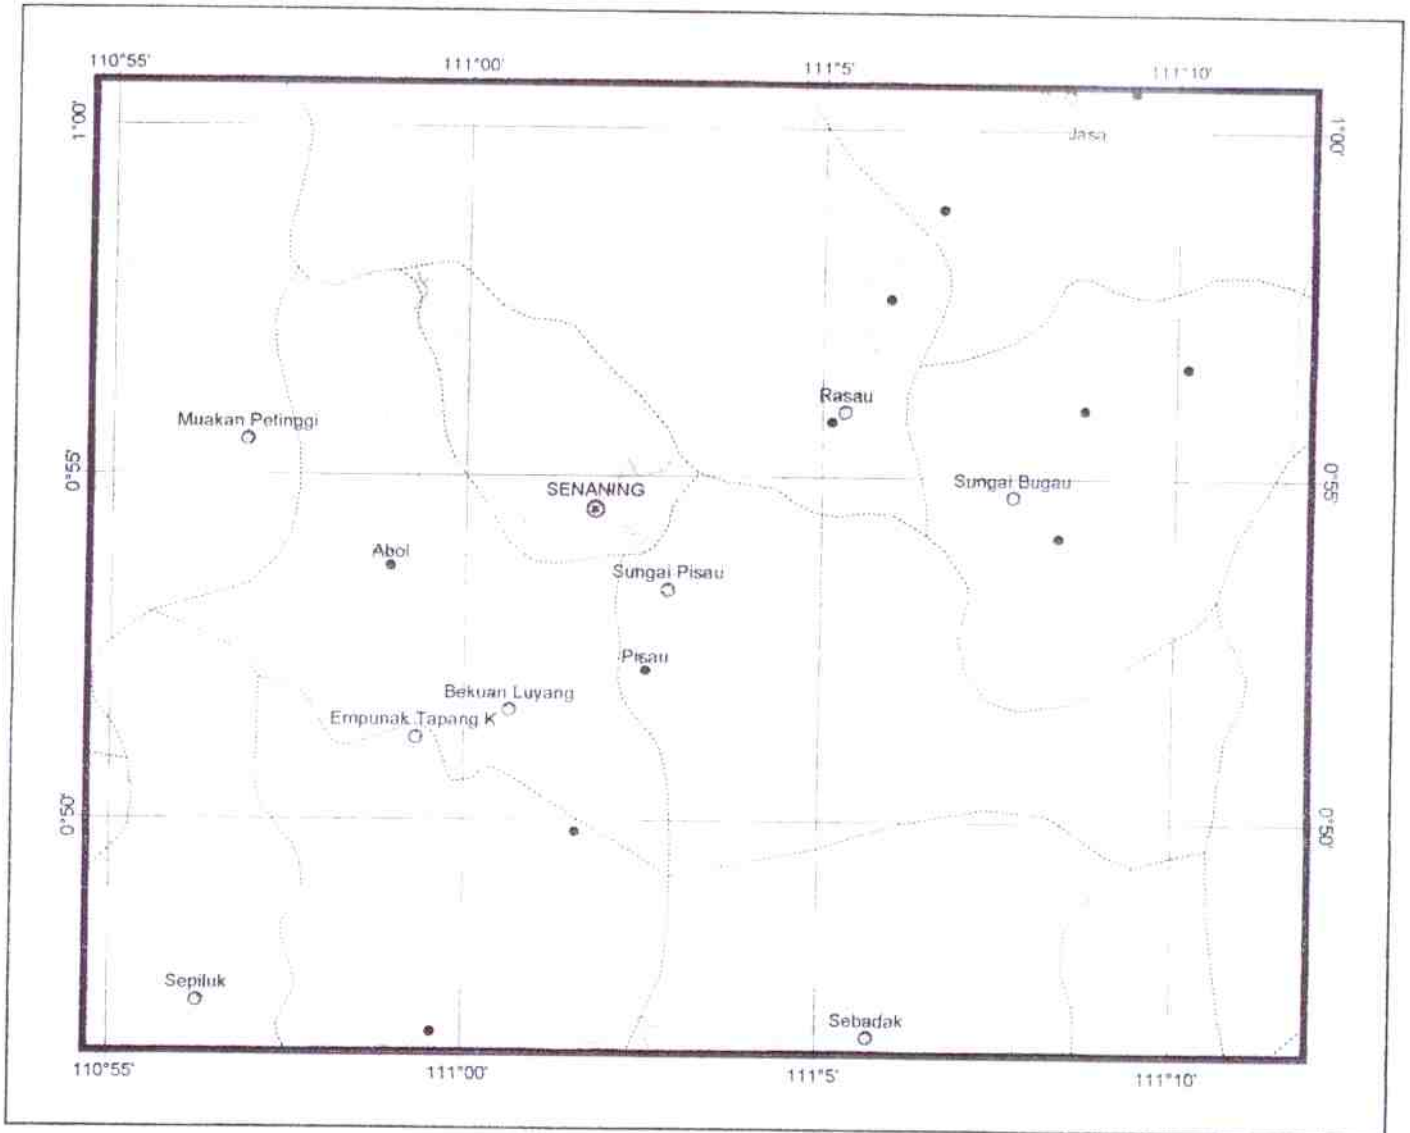 110°55' 111°00' 111°5' 111°10'
1°00' 1°00'
Jasa
Rasau
Muakan Petinggi
0°55' 0°55'
Sungai Bugau
SENANING
Abol
Sungai Pisau
Pisau
Bekuan Luyang
Empunak Tapang K
0°50' 0°50'
Sepiluk
Sebadak
110°55' 111°00' 111°5' 111°10'